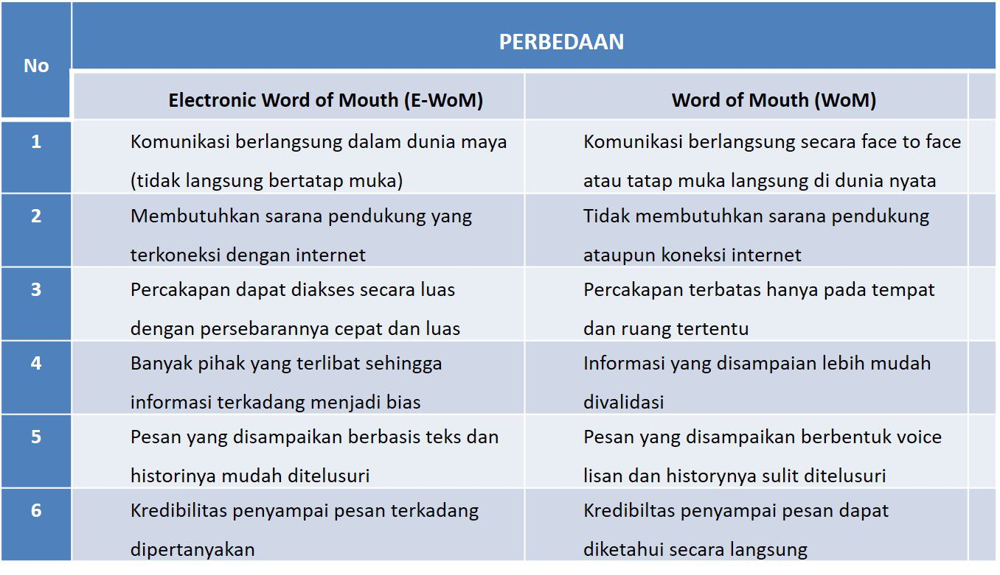 No
PERBEDAAN
Electronic Word of Mouth (E-WoM)
Word of Mouth (WoM)
1
Komunikasi berlangsung dalam dunia maya
(tidak langsung bertatap muka)
Komunikasi berlangsung secara face to face
atau tatap muka langsung di dunia nyata
2
Membutuhkan sarana pendukung yang
terkoneksi dengan internet
Tidak membutuhkan sarana pendukung
ataupun koneksi internet
3
Percakapan dapat diakses secara luas
dengan persebarannya cepat dan luas
Percakapan terbatas hanya pada tempat
dan ruang tertentu
4
Banyak pihak yang terlibat sehingga
informasi terkadang menjadi bias
Informasi yang disampaian lebih mudah
divalidasi
5
Pesan yang disampaikan berbasis teks dan
historinya mudah ditelusuri
Pesan yang disampaikan berbentuk voice
lisan dan historynya sulit ditelusuri
6
Kredibilitas penyampai pesan terkadang
dipertanyakan
Kredibiltas penyampai pesan dapat
diketahui secara langsung